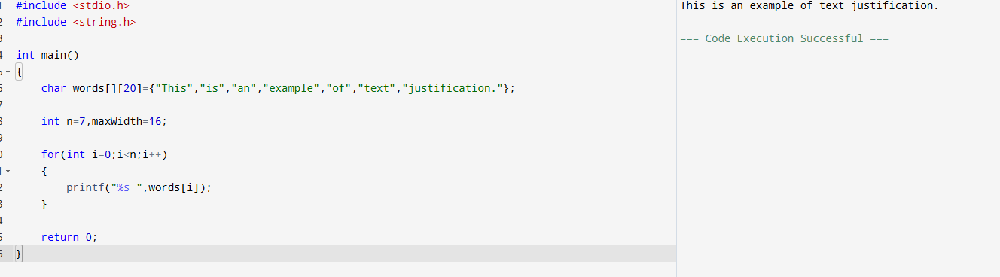 #include <stdio.h>
#include <string.h>
int main()
{
    char words[][20]={"This","is","an","example","of","text","justification."};
    int n=7,maxWidth=16;
    for(int i=0;i<n;i++)
    {
        printf("%s ",words[i]);
    }
    return 0;
}
This is an example of text justification.
=== Code Execution Successful ===